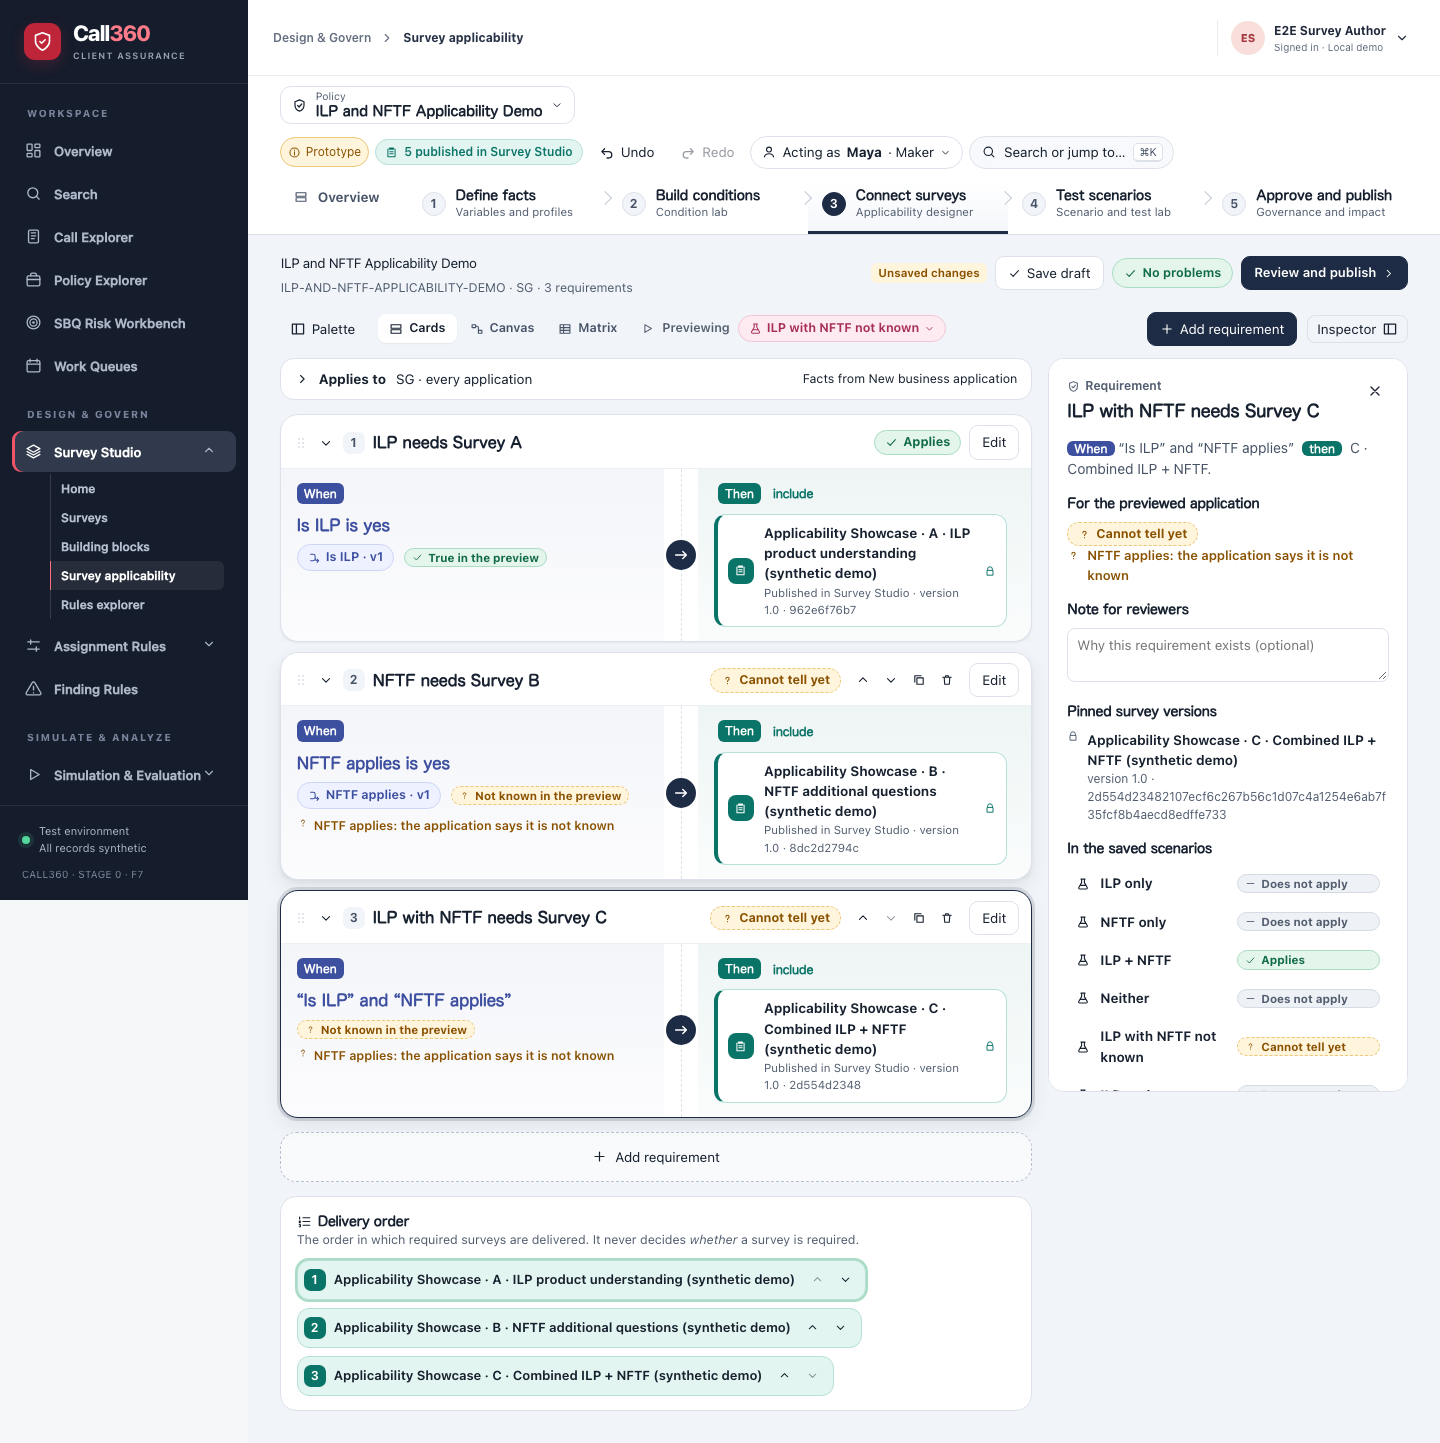 Call360
CLIENT ASSURANCE
WORKSPACE
Overview
Search
Call Explorer
Policy Explorer
SBQ Risk Workbench
Work Queues
DESIGN & GOVERN
Survey Studio
Home
Surveys
Building blocks
Survey applicability
Rules explorer
Assignment Rules
Finding Rules
SIMULATE & ANALYZE
Simulation & Evaluation
Test environment
All records synthetic
CALL360 · STAGE 0 · F7
Design & Govern
Survey applicability
ES
E2E Survey Author
Signed in · Local demo
Policy
ILP and NFTF Applicability Demo
Prototype
5 published in Survey Studio
Undo
Redo
Acting as Maya · Maker
Search or jump to...
⌘K
Overview
1
Define facts
Variables and profiles
2
Build conditions
Condition lab
3
Connect surveys
Applicability designer
4
Test scenarios
Scenario and test lab
5
Approve and publish
Governance and impact
ILP and NFTF Applicability Demo
ILP-AND-NFTF-APPLICABILITY-DEMO · SG · 3 requirements
Unsaved changes
Save draft
No problems
Review and publish
Palette
Cards
Canvas
Matrix
Previewing
ILP with NFTF not known
Add requirement
Inspector
Applies to SG · every application
Facts from New business application
1
ILP needs Survey A
Applies
Edit
When
Is ILP is yes
Is ILP · v1
True in the preview
Then include
Applicability Showcase · A · ILP
product understanding
(synthetic demo)
Published in Survey Studio · version
1.0 · 962e6f76b7
2
NFTF needs Survey B
Cannot tell yet
Edit
When
NFTF applies is yes
NFTF applies · v1
Not known in the preview
NFTF applies: the application says it is not known
Then include
Applicability Showcase · B ·
NFTF additional questions
(synthetic demo)
Published in Survey Studio · version
1.0 · 8dc2d2794c
3
ILP with NFTF needs Survey C
Cannot tell yet
Edit
When
“Is ILP” and “NFTF applies”
Not known in the preview
NFTF applies: the application says it is not known
Then include
Applicability Showcase · C ·
Combined ILP + NFTF
(synthetic demo)
Published in Survey Studio · version
1.0 · 2d554d2348
Add requirement
Delivery order
The order in which required surveys are delivered. It never decides whether a survey is required.
1 Applicability Showcase · A · ILP product understanding (synthetic demo)
2 Applicability Showcase · B · NFTF additional questions (synthetic demo)
3 Applicability Showcase · C · Combined ILP + NFTF (synthetic demo)
Requirement
ILP with NFTF needs Survey C
When “Is ILP” and “NFTF applies” then C ·
Combined ILP + NFTF.
For the previewed application
Cannot tell yet
NFTF applies: the application says it is not
known
Note for reviewers
Why this requirement exists (optional)
Pinned survey versions
Applicability Showcase · C · Combined ILP +
NFTF (synthetic demo)
version 1.0 ·
2d554d23482107ecf6c267b56c1d07c4a1254e6ab7f
35fcf8b4aecd8edffe733
In the saved scenarios
ILP only
Does not apply
NFTF only
Does not apply
ILP + NFTF
Applies
Neither
Does not apply
ILP with NFTF not
known
Cannot tell yet